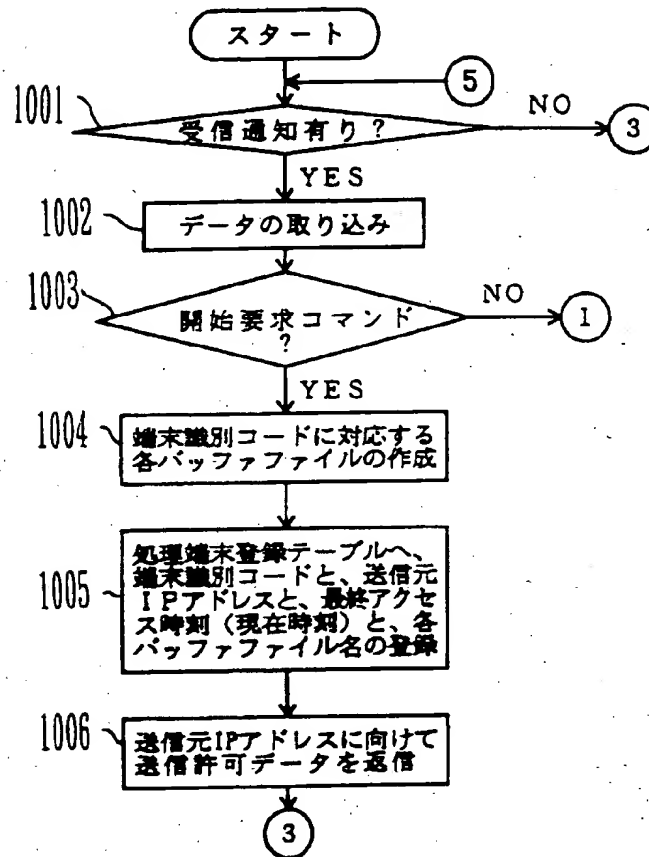 スタート
5
1001
受信通知有り?
NO
3
YES
1002
データの取り込み
1003
開始要求コマンド
?
NO
1
YES
1004
端末識別コードに対応する
各バッファファイルの作成
1005
処理端末登録テーブルへ、
端末識別コードと、送信元
IPアドレスと、最終アクセ
ス時刻(現在時刻)と、各
バッファファイル名の登録
1006
送信元IPアドレスに向けて
送信許可データを返信
3